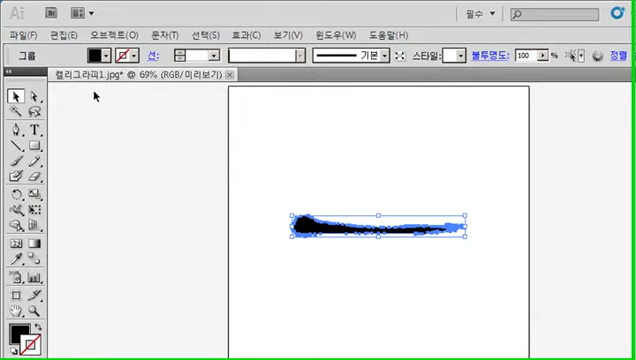 Ai Br 필수
파일(F) 편집(E) 오브젝트(O) 문자(T) 선택(S) 효과(C) 보기(V) 윈도우(W) 도움말(H)
그룹 선: 기본 스타일: 불투명도: 100 % 정렬
캘리그라피1.jpg* @ 69% (RGB/미리보기)